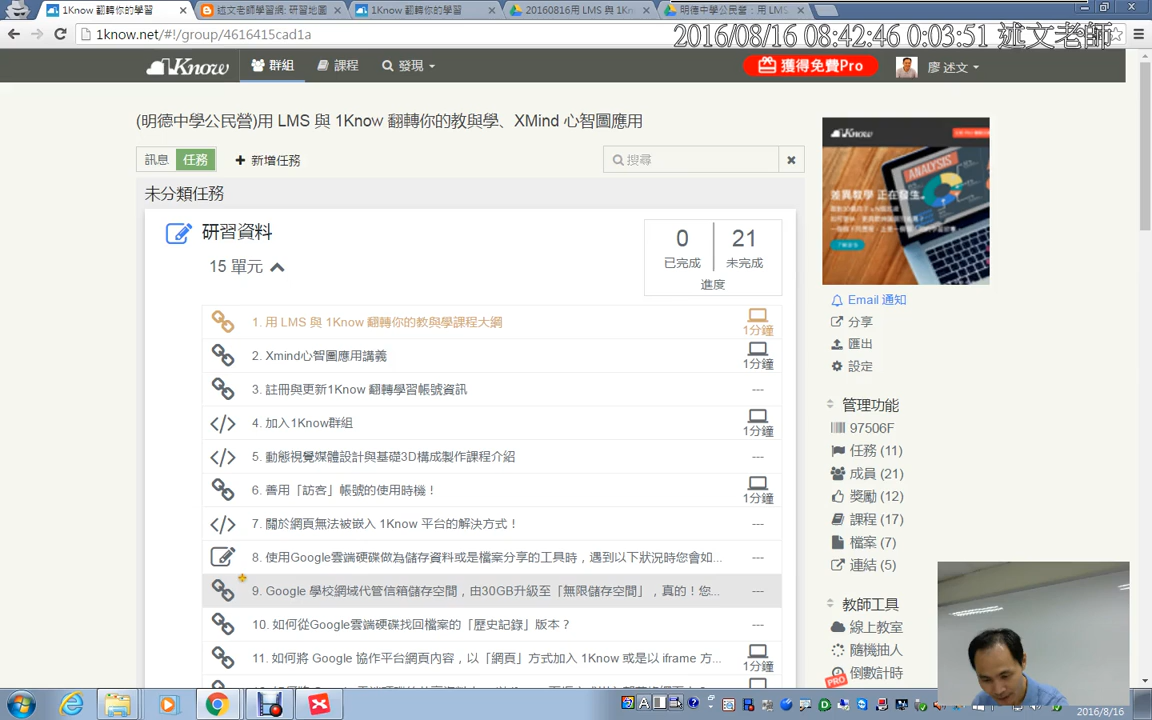 1Know 翻轉你的學習
述文老師學習網: 研習地圖
1Know 翻轉你的學習
20160816用 LMS 與 1Kn
明德中學公民營：用 LMS
1know.net/#!/group/4616415cad1a
2016/08/16 08:42:46 0:03:51 述文老師
1Know
群組
課程
發現
獲得免費Pro
廖 述文
(明德中學公民營)用 LMS 與 1Know 翻轉你的教與學、XMind 心智圖應用
訊息
任務
新增任務
搜尋
未分類任務
研習資料
15 單元
0
21
已完成
未完成
進度
1. 用 LMS 與 1Know 翻轉你的教與學課程大綱
1分鐘
2. Xmind心智圖應用講義
1分鐘
3. 註冊與更新1Know 翻轉學習帳號資訊
---
4. 加入1Know群組
1分鐘
5. 動態視覺媒體設計與基礎3D構成製作課程介紹
---
6. 善用「訪客」帳號的使用時機！
1分鐘
7. 關於網頁無法被嵌入 1Know 平台的解決方式！
---
8. 使用Google雲端硬碟做為儲存資料或是檔案分享的工具時，遇到以下狀況時您會如...
---
9. Google 學校網域代管信箱儲存空間，由30GB升級至「無限儲存空間」，真的！您...
---
10. 如何從Google雲端硬碟找回檔案的「歷史記錄」版本？
---
11. 如何將 Google 協作平台網頁內容，以「網頁」方式加入 1Know 或是以 iframe 方...
1分鐘
1Know
ANALYSIS
差異教學 正在發生..
Email 通知
分享
匯出
設定
管理功能
97506F
任務 (11)
成員 (21)
獎勵 (12)
課程 (17)
檔案 (7)
連結 (5)
教師工具
線上教室
隨機抽人
倒數計時
PRO
2016/8/16